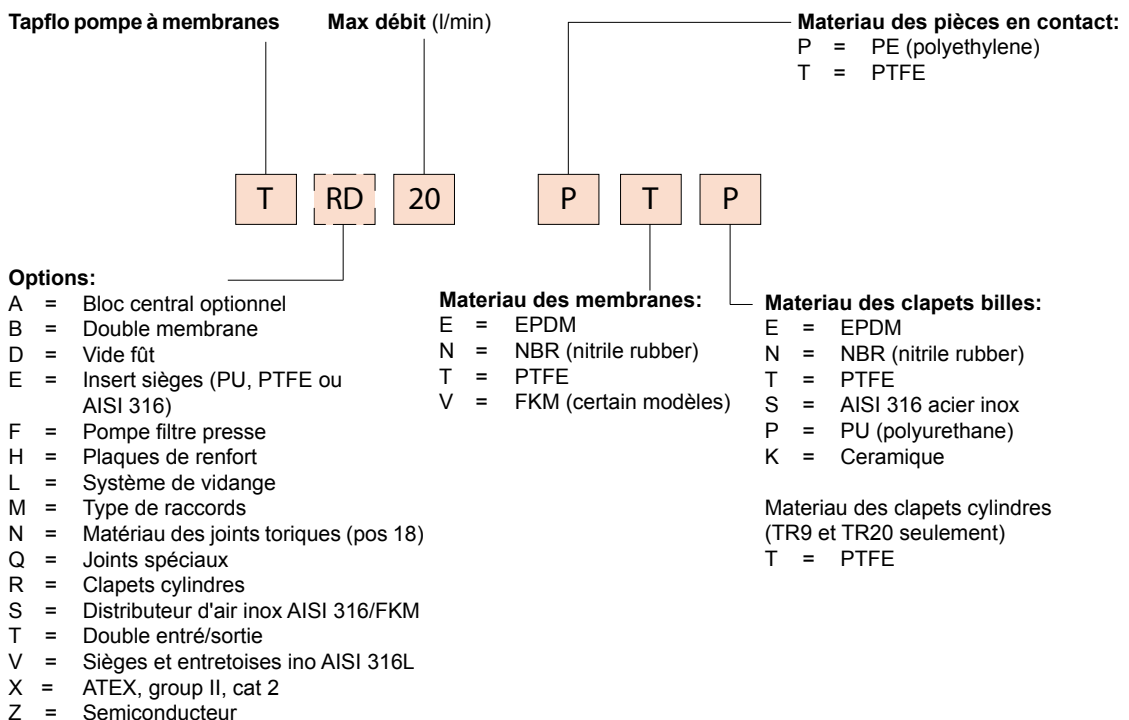 Tapflo pompe à membranes
Max débit (l/min)
Materiau des pièces en contact:
P = PE (polyethylene)
T = PTFE
T RD 20 P T P
Options:
A = Bloc central optionnel
B = Double membrane
D = Vide fût
E = Insert sièges (PU, PTFE ou
AISI 316)
F = Pompe filtre presse
H = Plaques de renfort
L = Système de vidange
M = Type de raccords
N = Matériau des joints toriques (pos 18)
Q = Joints spéciaux
R = Clapets cylindres
S = Distributeur d'air inox AISI 316/FKM
T = Double entré/sortie
V = Sièges et entretoises ino AISI 316L
X = ATEX, group II, cat 2
Z = Semiconducteur
Materiau des membranes:
E = EPDM
N = NBR (nitrile rubber)
T = PTFE
V = FKM (certain modèles)
Materiau des clapets billes:
E = EPDM
N = NBR (nitrile rubber)
T = PTFE
S = AISI 316 acier inox
P = PU (polyurethane)
K = Ceramique
Materiau des clapets cylindres
(TR9 et TR20 seulement)
T = PTFE